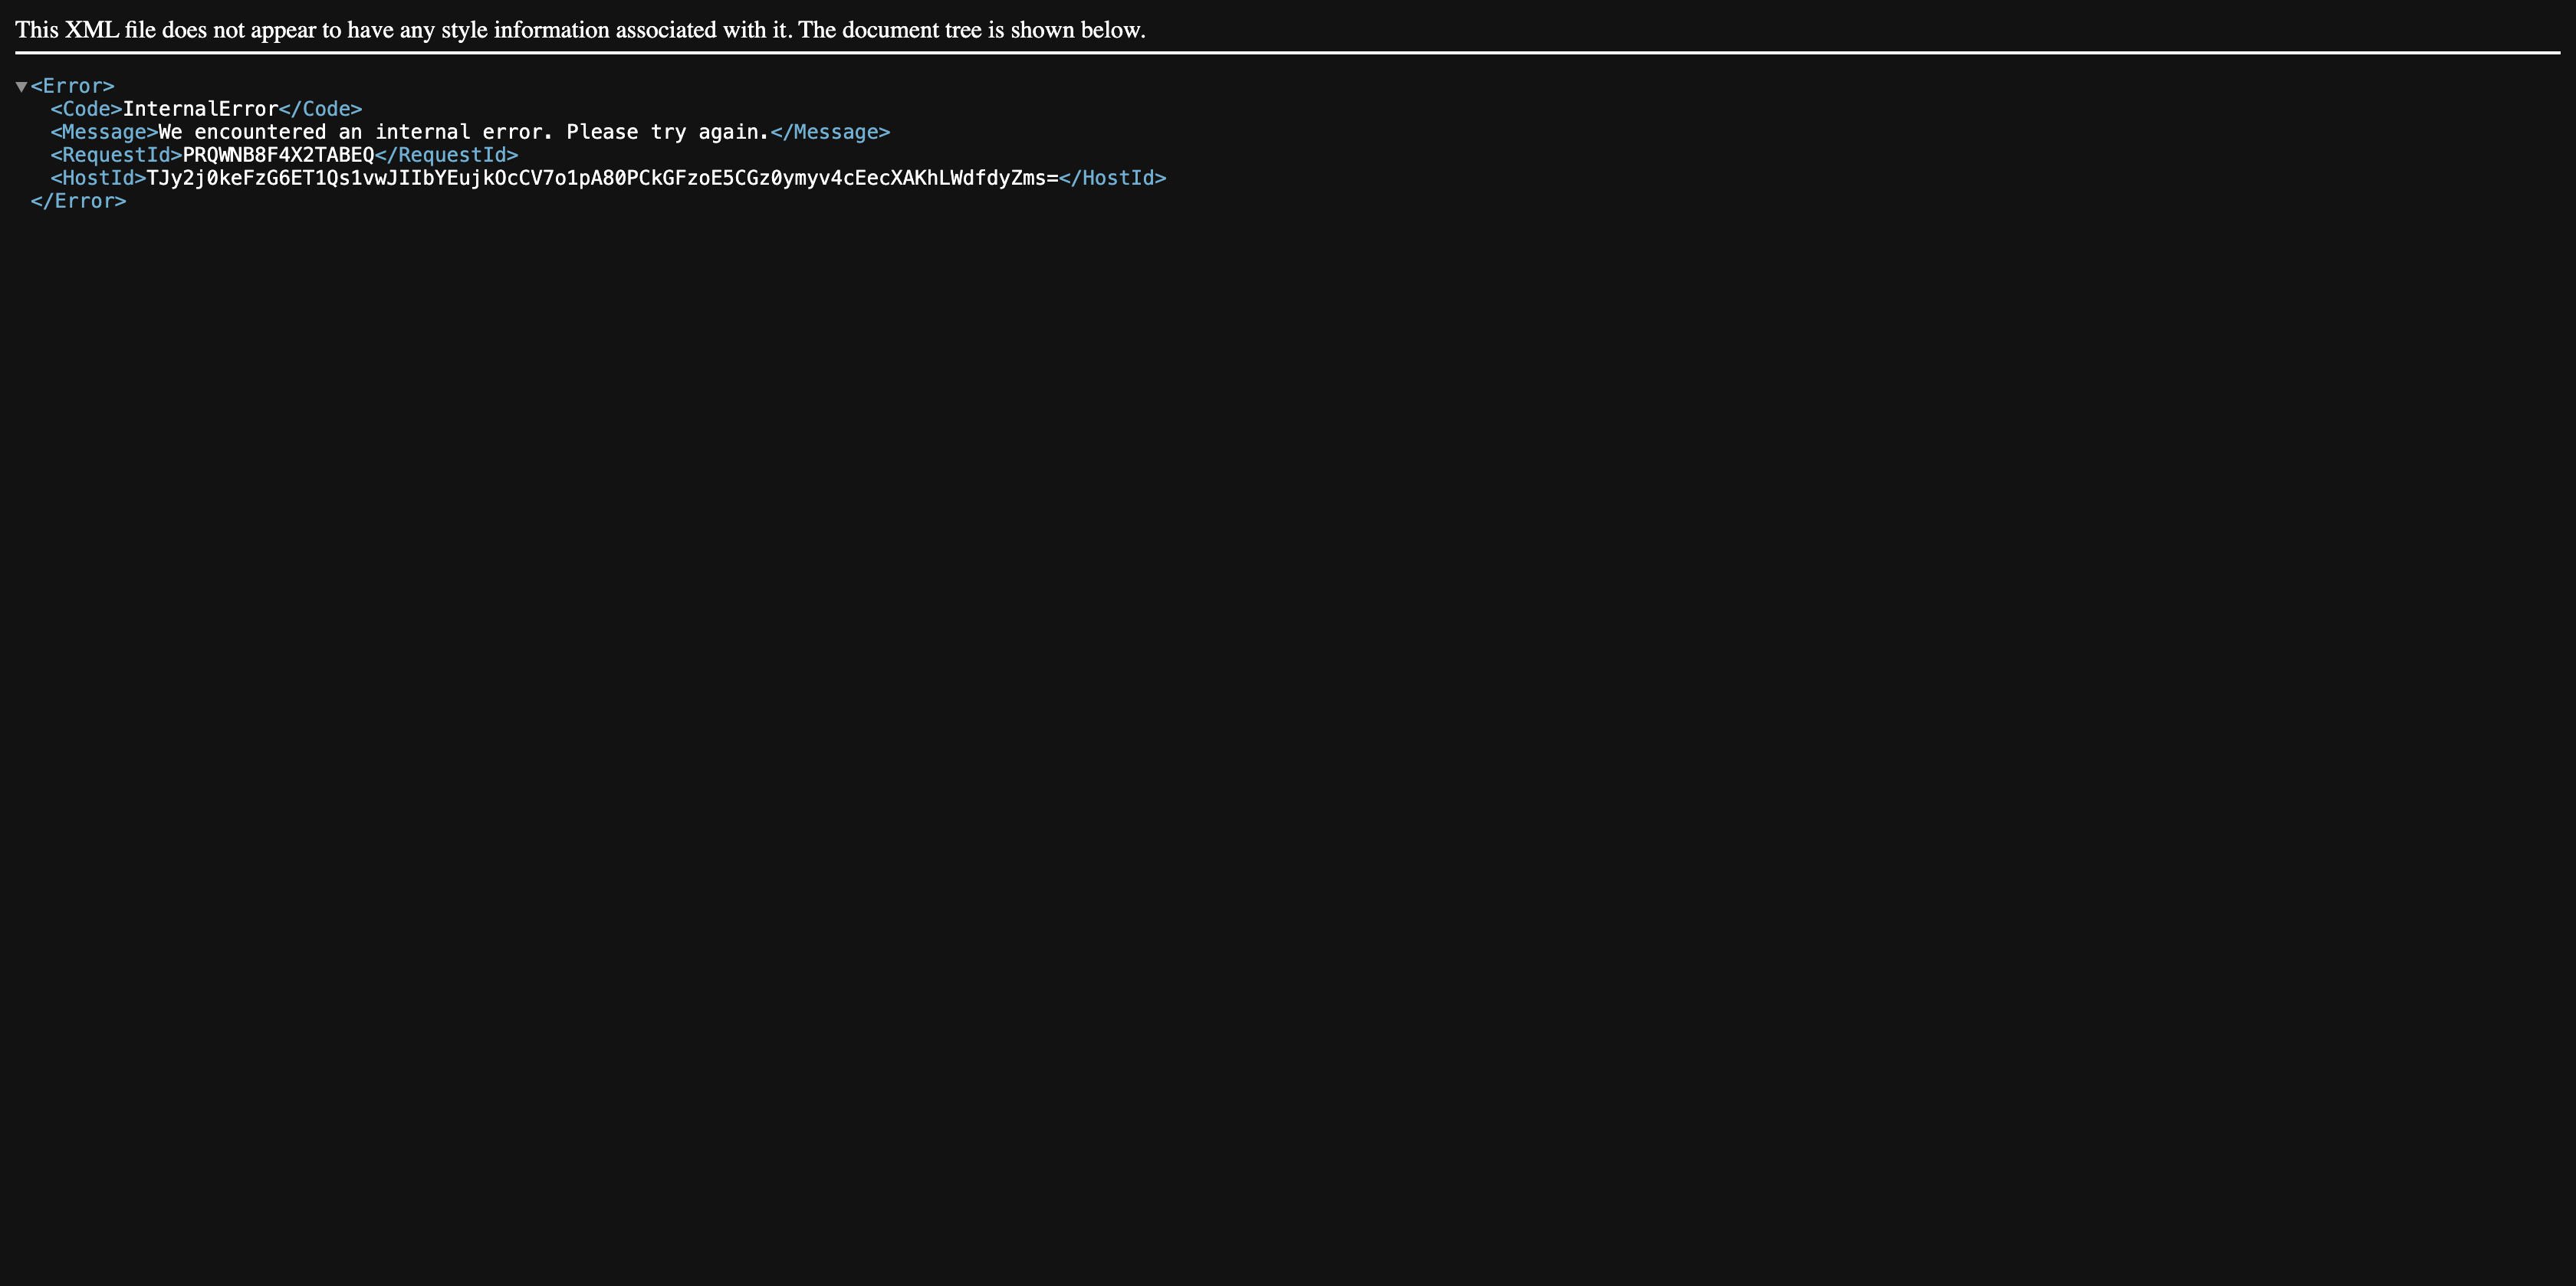 This XML file does not appear to have any style information associated with it. The document tree is shown below.
▼<Error>
<Code>InternalError</Code>
<Message>We encountered an internal error. Please try again.</Message>
<RequestId>PRQWNB8F4X2TABEQ</RequestId>
<HostId>TJy2j0keFzG6ET1Qs1vwJIIbYEujkOcCV7o1pA80PCkGFzoE5CGz0ymyv4cEecXAKhLWdfdyZms=</HostId>
</Error>